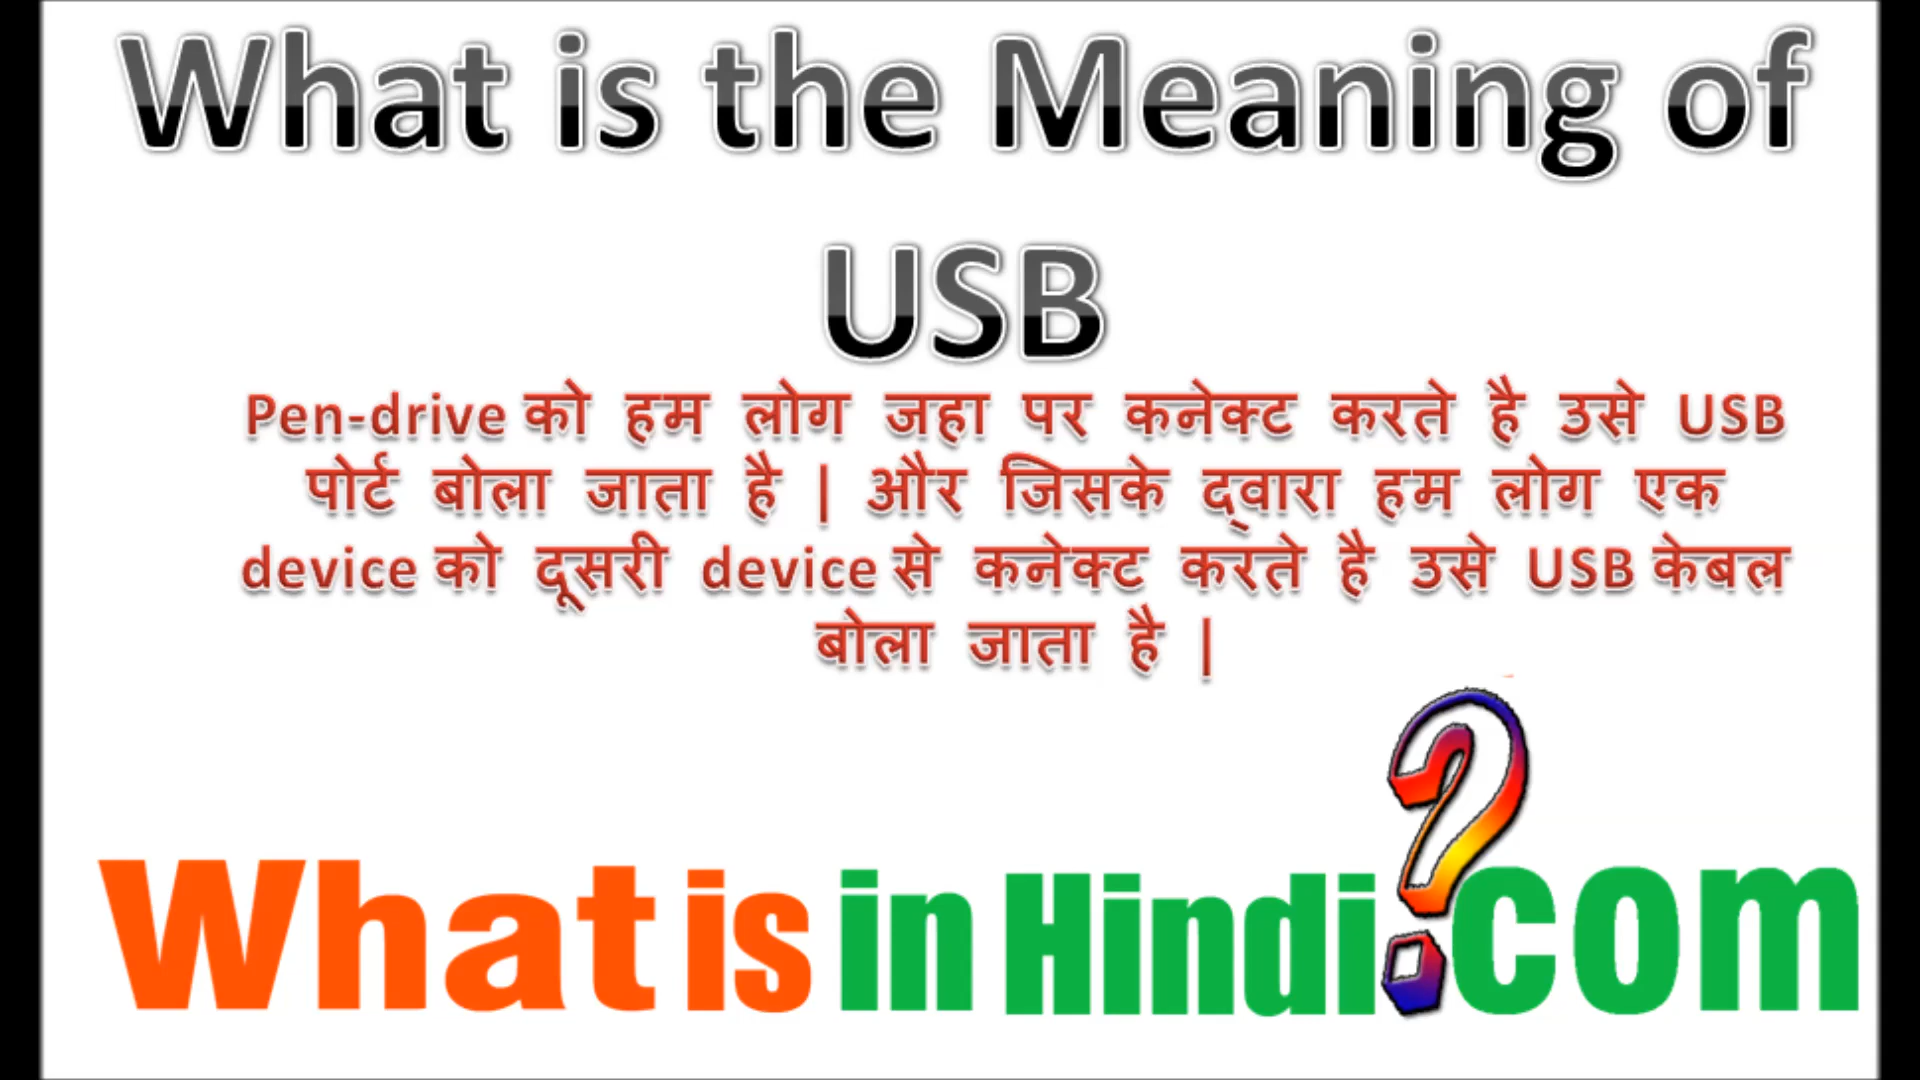 What is the Meaning of
USB
Pen-drive को हम लोग जहा पर कनेक्ट करते है उसे USB
पोर्ट बोला जाता है | और जिसके द्वारा हम लोग एक
device को दूसरी device से कनेक्ट करते है उसे USB केबल
बोला जाता है |
What is in Hindi?com